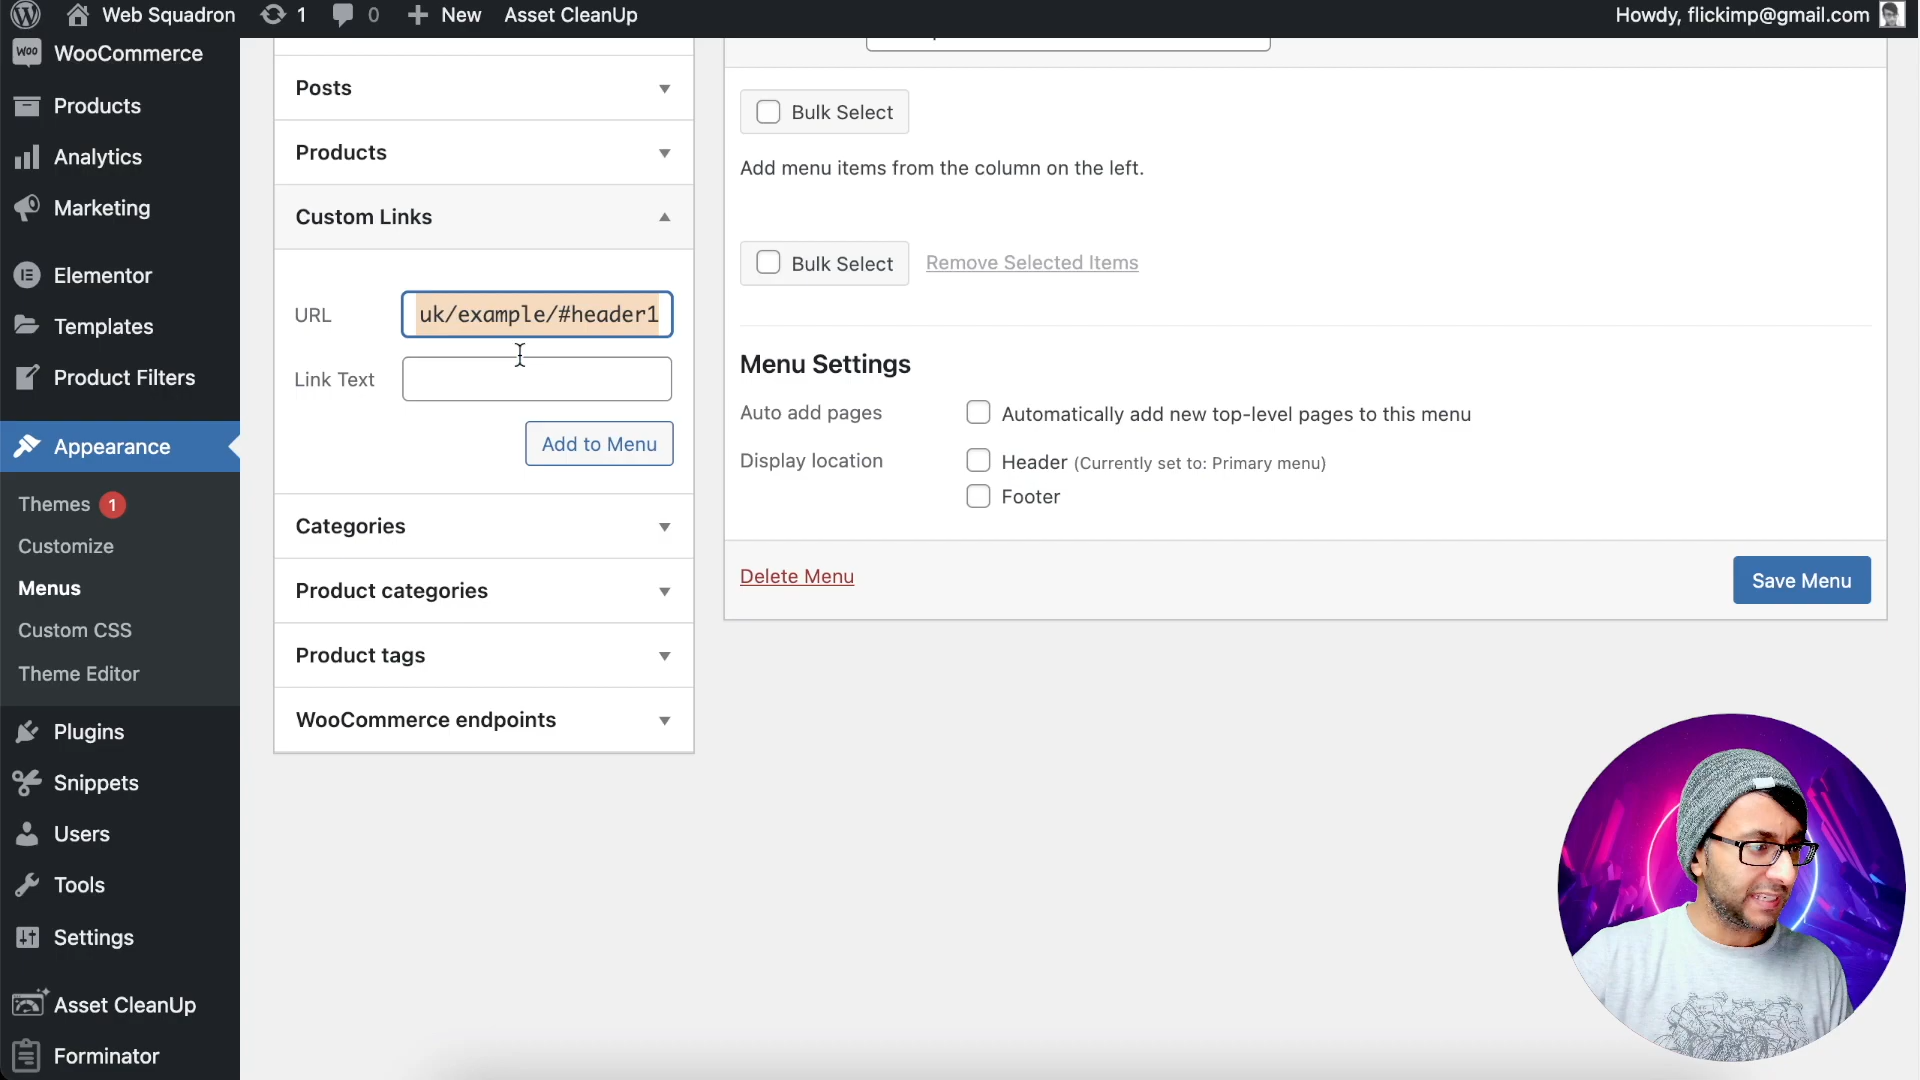 Web Squadron
1
0
New
Asset CleanUp
Howdy, flickimp@gmail.com
WOO
WooCommerce
Products
Analytics
Marketing
Elementor
Templates
Product Filters
Appearance
Themes 1
Customize
Menus
Custom CSS
Theme Editor
Plugins
Snippets
Users
Tools
Settings
Asset CleanUp
Forminator
Posts
Products
Custom Links
URL
uk/example/#header1
Link Text
Add to Menu
Categories
Product categories
Product tags
WooCommerce endpoints
Bulk Select
Add menu items from the column on the left.
Bulk Select
Remove Selected Items
Menu Settings
Auto add pages
Automatically add new top-level pages to this menu
Display location
Header (Currently set to: Primary menu)
Footer
Delete Menu
Save Menu